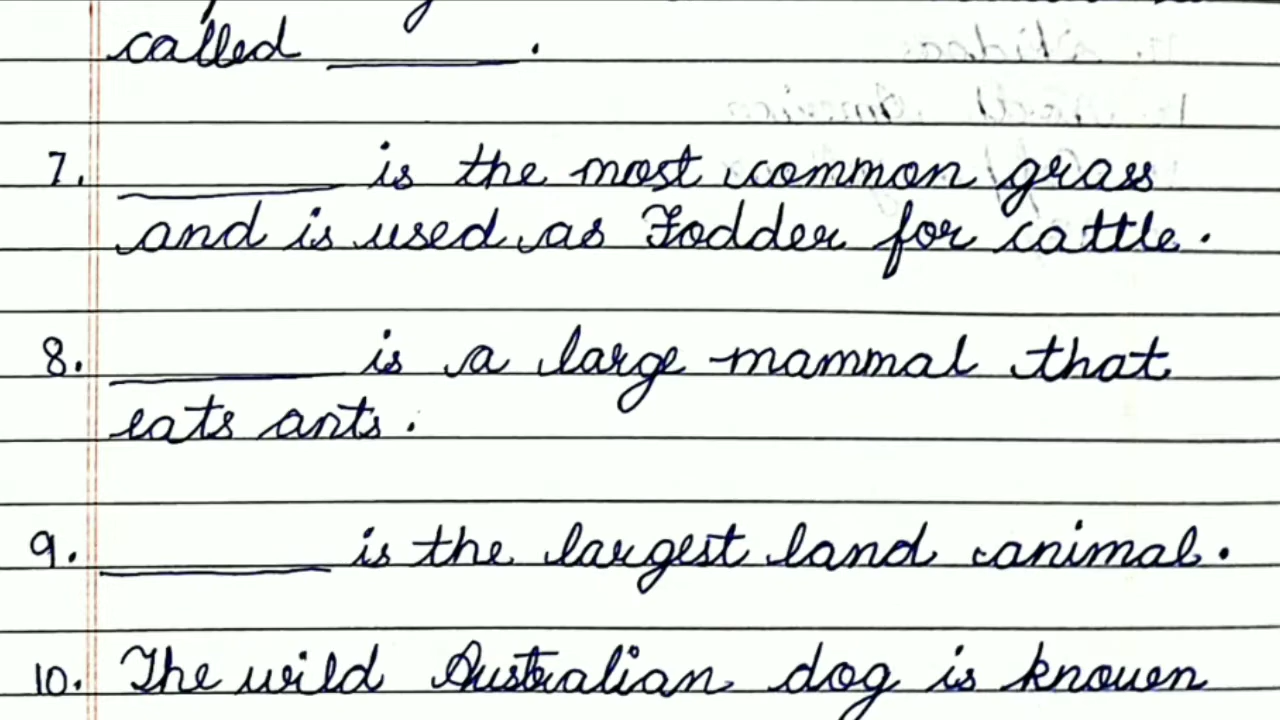 called ______.
7. ______ is the most common grass
and is used as Fodder for cattle.
8. ______ is a large mammal that
eats ants.
9. ______ is the largest land animal.
10. The wild Australian dog is known